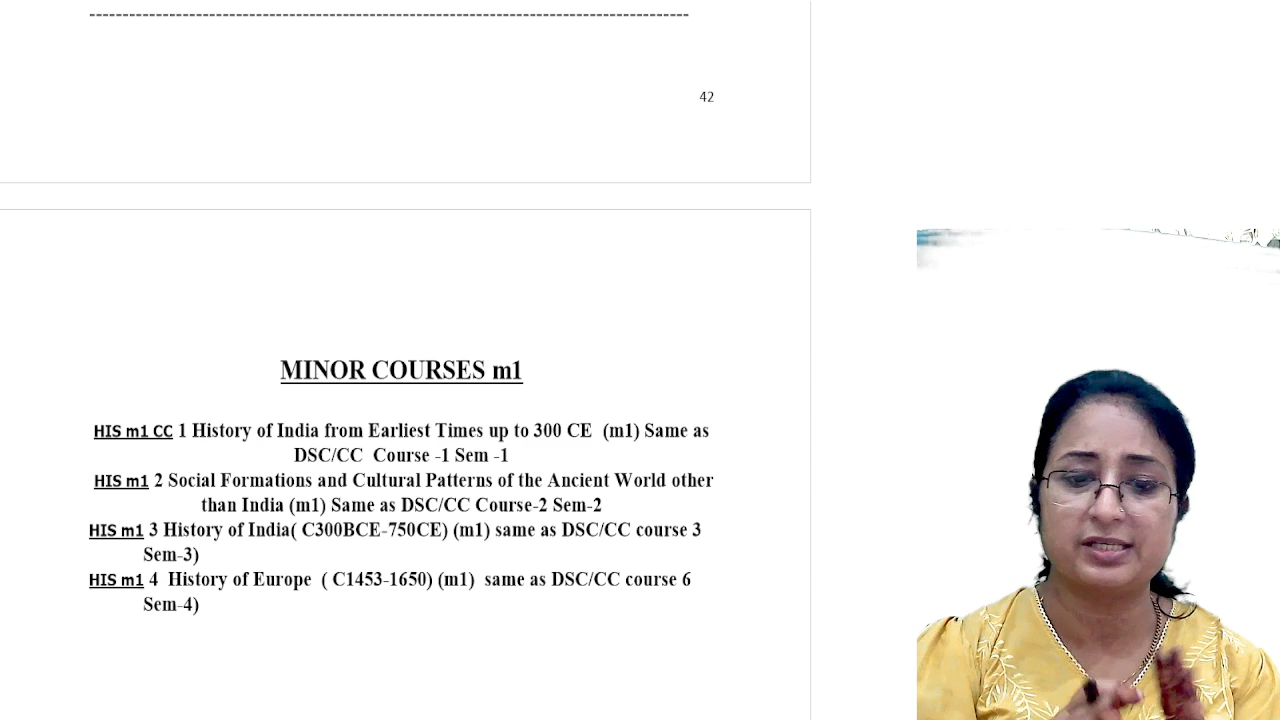 ------------------------------------------------------------------------------------------
42
MINOR COURSES m1
HIS m1 CC 1 History of India from Earliest Times up to 300 CE (m1) Same as
DSC/CC Course -1 Sem -1
HIS m1 2 Social Formations and Cultural Patterns of the Ancient World other
than India (m1) Same as DSC/CC Course-2 Sem-2
HIS m1 3 History of India( C300BCE-750CE) (m1) same as DSC/CC course 3
Sem-3)
HIS m1 4 History of Europe ( C1453-1650) (m1) same as DSC/CC course 6
Sem-4)